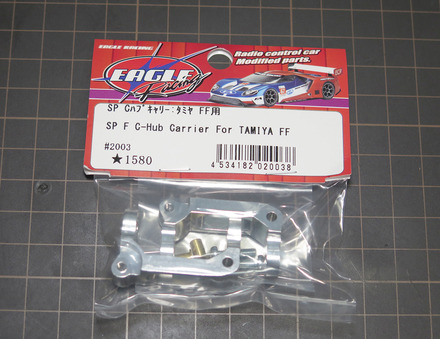 EAGLE RACING
EAGLE
Racing
Radio control car
Modified parts.
SP Cハブキャリー:タミヤ FF用
SP F C-Hub Carrier For TAMIYA FF
#2003
★1580
4 534182 020038